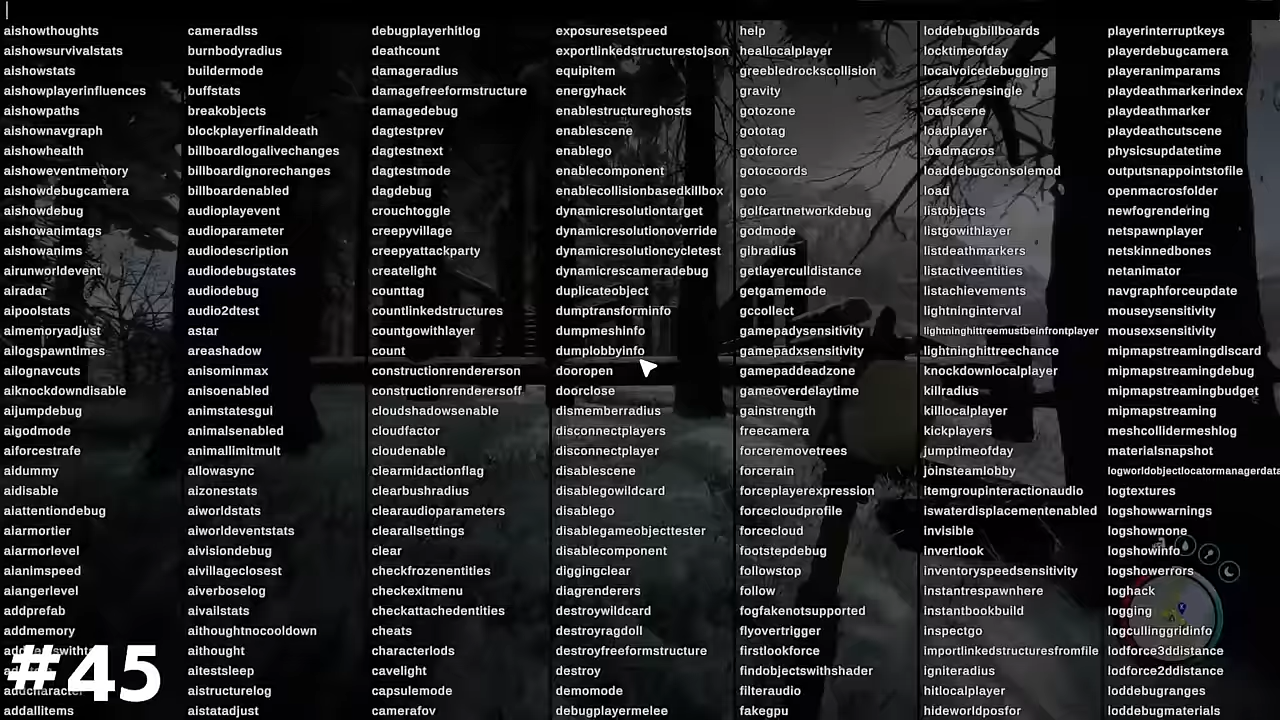 aishowthoughts
aishowsurvivalstats
aishowstats
aishowplayerinfluences
aishowpaths
aishownavgraph
aishowhealth
aishoweventmemory
aishowdebugcamera
aishowdebug
aishowanimtags
aishowanims
airunworldevent
airadar
aipoolstats
aimemoryadjust
ailogspawntimes
ailognavcuts
aiknockdowndisable
aijumpdebug
aigodmode
aiforcestrafe
aidummy
aidisable
aiattentiondebug
aiarmortier
aiarmorlevel
aianimspeed
aiangerlevel
addprefab
addmemory
addcharacter
addallitems
#45
cameradlss
burnbodyradius
buildermode
buffstats
breakobjects
blockplayerfinaldeath
billboardlogalivechanges
billboardignorechanges
billboardenabled
audioplayevent
audioparameter
audiodescription
audiodebugstates
audiodebug
audio2dtest
astar
areashadow
anisominmax
anisoenabled
animstatesgui
animalsenabled
animallimitmult
allowasync
aizonestats
aiworldstats
aiworldeventstats
aivisiondebug
aivillageclosest
aiverboselog
aivailstats
aithoughtnocooldown
aithought
aitestsleep
aistructurelog
aistatadjust
debugplayerhitlog
deathcount
damageradius
damagefreeformstructure
damagedebug
dagtestprev
dagtestnext
dagtestmode
dagdebug
crouchtoggle
creepyvillage
creepyattackparty
createlight
counttag
countlinkedstructures
countgowithlayer
count
constructionrendererson
constructionrenderersoff
cloudshadowsenable
cloudfactor
cloudenable
clearmidactionflag
clearbushradius
clearaudioparameters
clearallsettings
clear
checkfrozenentities
checkexitmenu
checkattachedentities
cheats
characterlods
cavelight
capsulemode
camerafov
exposuresetspeed
exportlinkedstructurestojson
equipitem
energyhack
enablestructureghosts
enablescene
enablego
enablecomponent
enablecollisionbasedkillbox
dynamicresolutiontarget
dynamicresolutionoverride
dynamicresolutioncycletest
dynamicrescameradebug
duplicateobject
dumptransforminfo
dumpmeshinfo
dumplobbyinfo
dooropen
doorclose
dismemberradius
disconnectplayers
disconnectplayer
disablescene
disablegowildcard
disablego
disablegameobjecttester
disablecomponent
diggingclear
diagrenderers
destroywildcard
destroyragdoll
destroyfreeformstructure
destroy
demomode
debugplayermelee
help
heallocalplayer
greebledrockscollision
gravity
gotozone
gototag
gotoforce
gotocoords
goto
golfcartnetworkdebug
godmode
gibradius
getlayerculldistance
getgamemode
gccollect
gamepadysensitivity
gamepadxsensitivity
gamepaddeadzone
gameoverdelaytime
gainstrength
freecamera
forceremovetrees
forcerain
forceplayerexpression
forcecloudprofile
forcecloud
footstepdebug
followstop
follow
fogfakenotsupported
flyovertrigger
firstlookforce
findobjectswithshader
filteraudio
fakegpu
loddebugbillboards
locktimeofday
localvoicedebugging
loadscenesingle
loadscene
loadplayer
loadmacros
loaddebugconsolemod
load
listobjects
listgowithlayer
listdeathmarkers
listactiveentities
listachievements
lightninginterval
lightninghittreemustbeinfrontplayer
lightninghittreechance
knockdownlocalplayer
killradius
killlocalplayer
kickplayers
jumptimeofday
joinsteamlobby
itemgroupinteractionaudio
iswaterdisplacementenabled
invisible
invertlook
inventoryspeedsensitivity
instantrespawnhere
instantbookbuild
inspectgo
importlinkedstructuresfromfile
igniteradius
hitlocalplayer
hideworldposfor
playerinterruptkeys
playerdebugcamera
playeranimparams
playdeathmarkerindex
playdeathmarker
playdeathcutscene
physicsupdatetime
outputsnappointstofile
openmacrosfolder
newfogrendering
netspawnplayer
netskinnedbones
netanimator
navgraphforceupdate
mouseysensitivity
mousexsensitivity
mipmapstreamingdiscard
mipmapstreamingdebug
mipmapstreamingbudget
mipmapstreaming
meshcollidermeshlog
materialsnapshot
logworldobjectlocatormanagerdata
logtextures
logshowwarnings
logshownone
logshowinfo
logshowerrors
loghack
logging
logcullinggridinfo
lodforce3ddistance
lodforce2ddistance
loddebugranges
loddebugmaterials